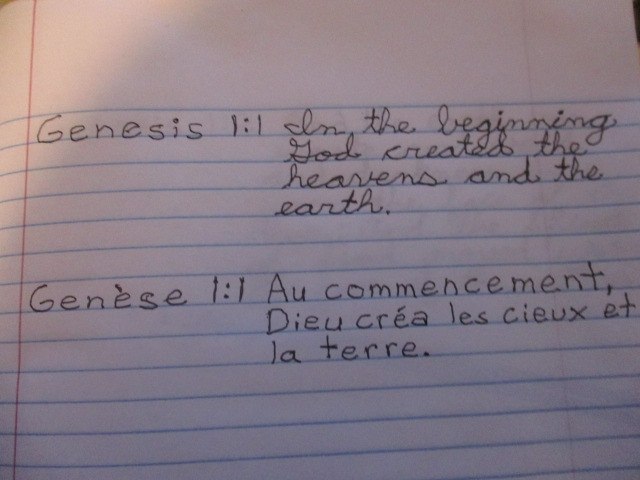 Genesis 1:1 In the beginning
God created the
heavens and the
earth.
Genèse 1:1 Au commencement,
Dieu créa les cieux et
la terre.